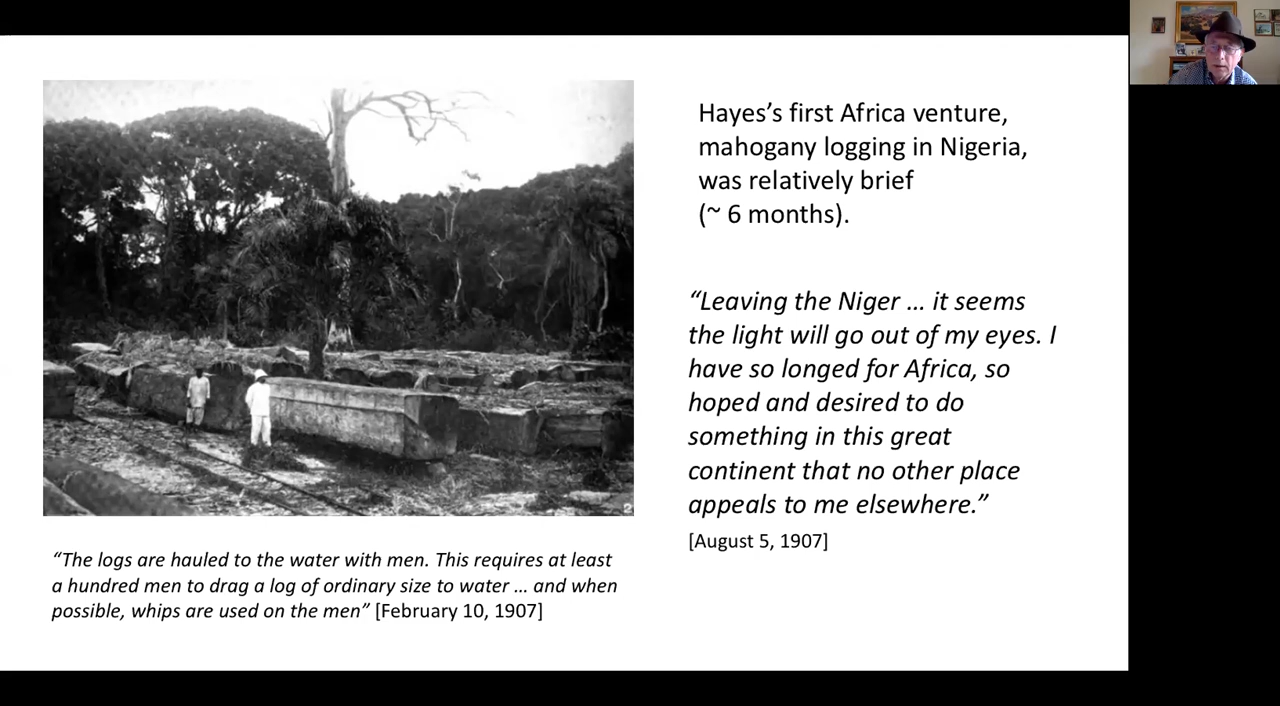 Hayes’s first Africa venture,
mahogany logging in Nigeria,
was relatively brief
(~ 6 months).
“Leaving the Niger … it seems
the light will go out of my eyes. I
have so longed for Africa, so
hoped and desired to do
something in this great
continent that no other place
appeals to me elsewhere.”
[August 5, 1907]
“The logs are hauled to the water with men. This requires at least
a hundred men to drag a log of ordinary size to water … and when
possible, whips are used on the men” [February 10, 1907]
2